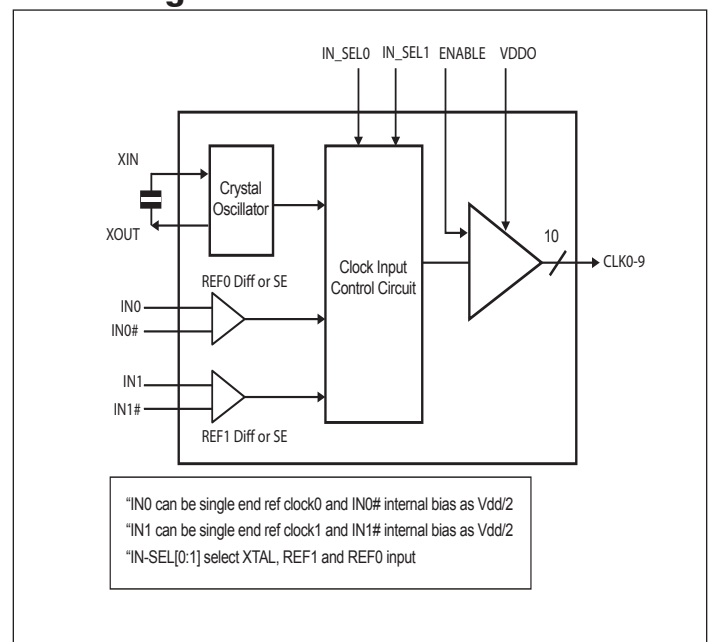 IN_SEL0 IN_SEL1 ENABLE VDDO
XIN
Crystal
Oscillator
XOUT
10
CLK0-9
Clock Input
Control Circuit
REF0 Diff or SE
IN0
IN0#
IN1
IN1#
REF1 Diff or SE
“IN0 can be single end ref clock0 and IN0# internal bias as Vdd/2
“IN1 can be single end ref clock1 and IN1# internal bias as Vdd/2
“IN-SEL[0:1] select XTAL, REF1 and REF0 input